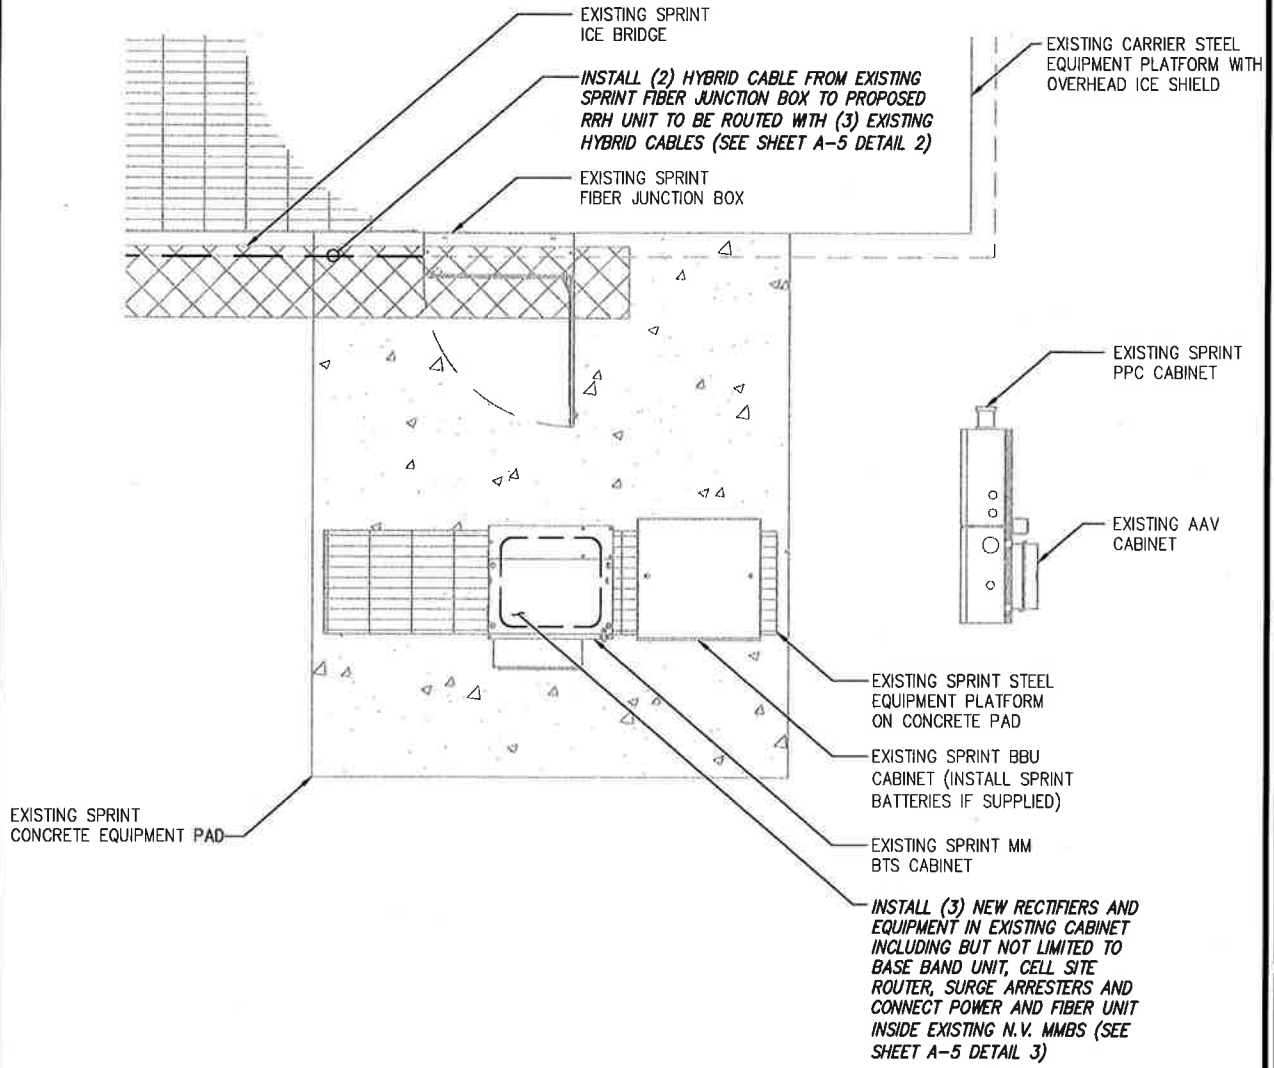 EXISTING SPRINT
ICE BRIDGE
INSTALL (2) HYBRID CABLE FROM EXISTING
SPRINT FIBER JUNCTION BOX TO PROPOSED
RRH UNIT TO BE ROUTED WITH (3) EXISTING
HYBRID CABLES (SEE SHEET A-5 DETAIL 2)
EXISTING SPRINT
FIBER JUNCTION BOX
EXISTING CARRIER STEEL
EQUIPMENT PLATFORM WITH
OVERHEAD ICE SHIELD
EXISTING SPRINT
PPC CABINET
EXISTING AAV
CABINET
EXISTING SPRINT STEEL
EQUIPMENT PLATFORM
ON CONCRETE PAD
EXISTING SPRINT BBU
CABINET (INSTALL SPRINT
BATTERIES IF SUPPLIED)
EXISTING SPRINT
CONCRETE EQUIPMENT PAD
EXISTING SPRINT MM
BTS CABINET
INSTALL (3) NEW RECTIFIERS AND
EQUIPMENT IN EXISTING CABINET
INCLUDING BUT NOT LIMITED TO
BASE BAND UNIT, CELL SITE
ROUTER, SURGE ARRESTERS AND
CONNECT POWER AND FIBER UNIT
INSIDE EXISTING N.V. MMBS (SEE
SHEET A-5 DETAIL 3)